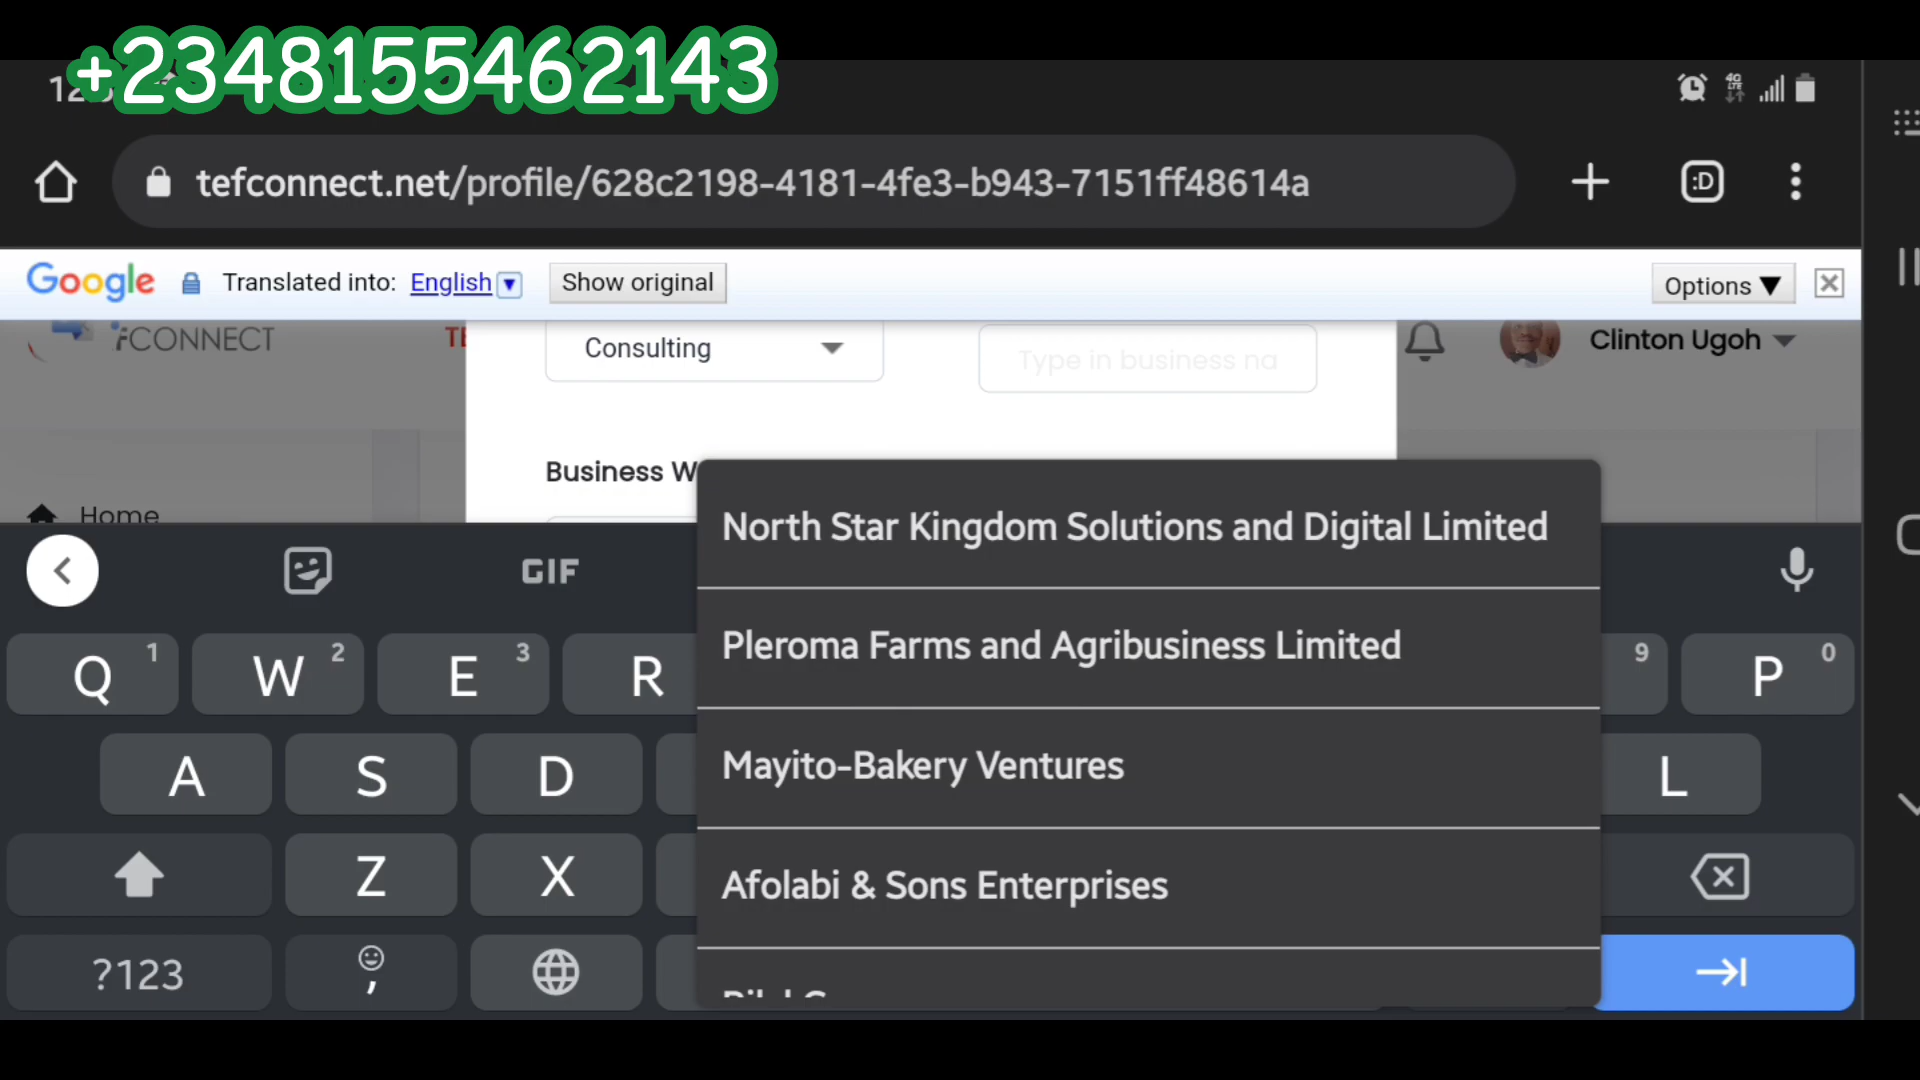 +2348155462143
tefconnect.net/profile/628c2198-4181-4fe3-b943-7151ff48614a
:D
Google Translated into: English Show original Options
CONNECT
Consulting
Type in business na
Clinton Ugoh
Business W
Home
North Star Kingdom Solutions and Digital Limited
Pleroma Farms and Agribusiness Limited
Mayito-Bakery Ventures
Afolabi & Sons Enterprises
GIF
Q 1 W 2 E 3 R 9 P 0
A S D L
Z X
?123 ,
4G LTE